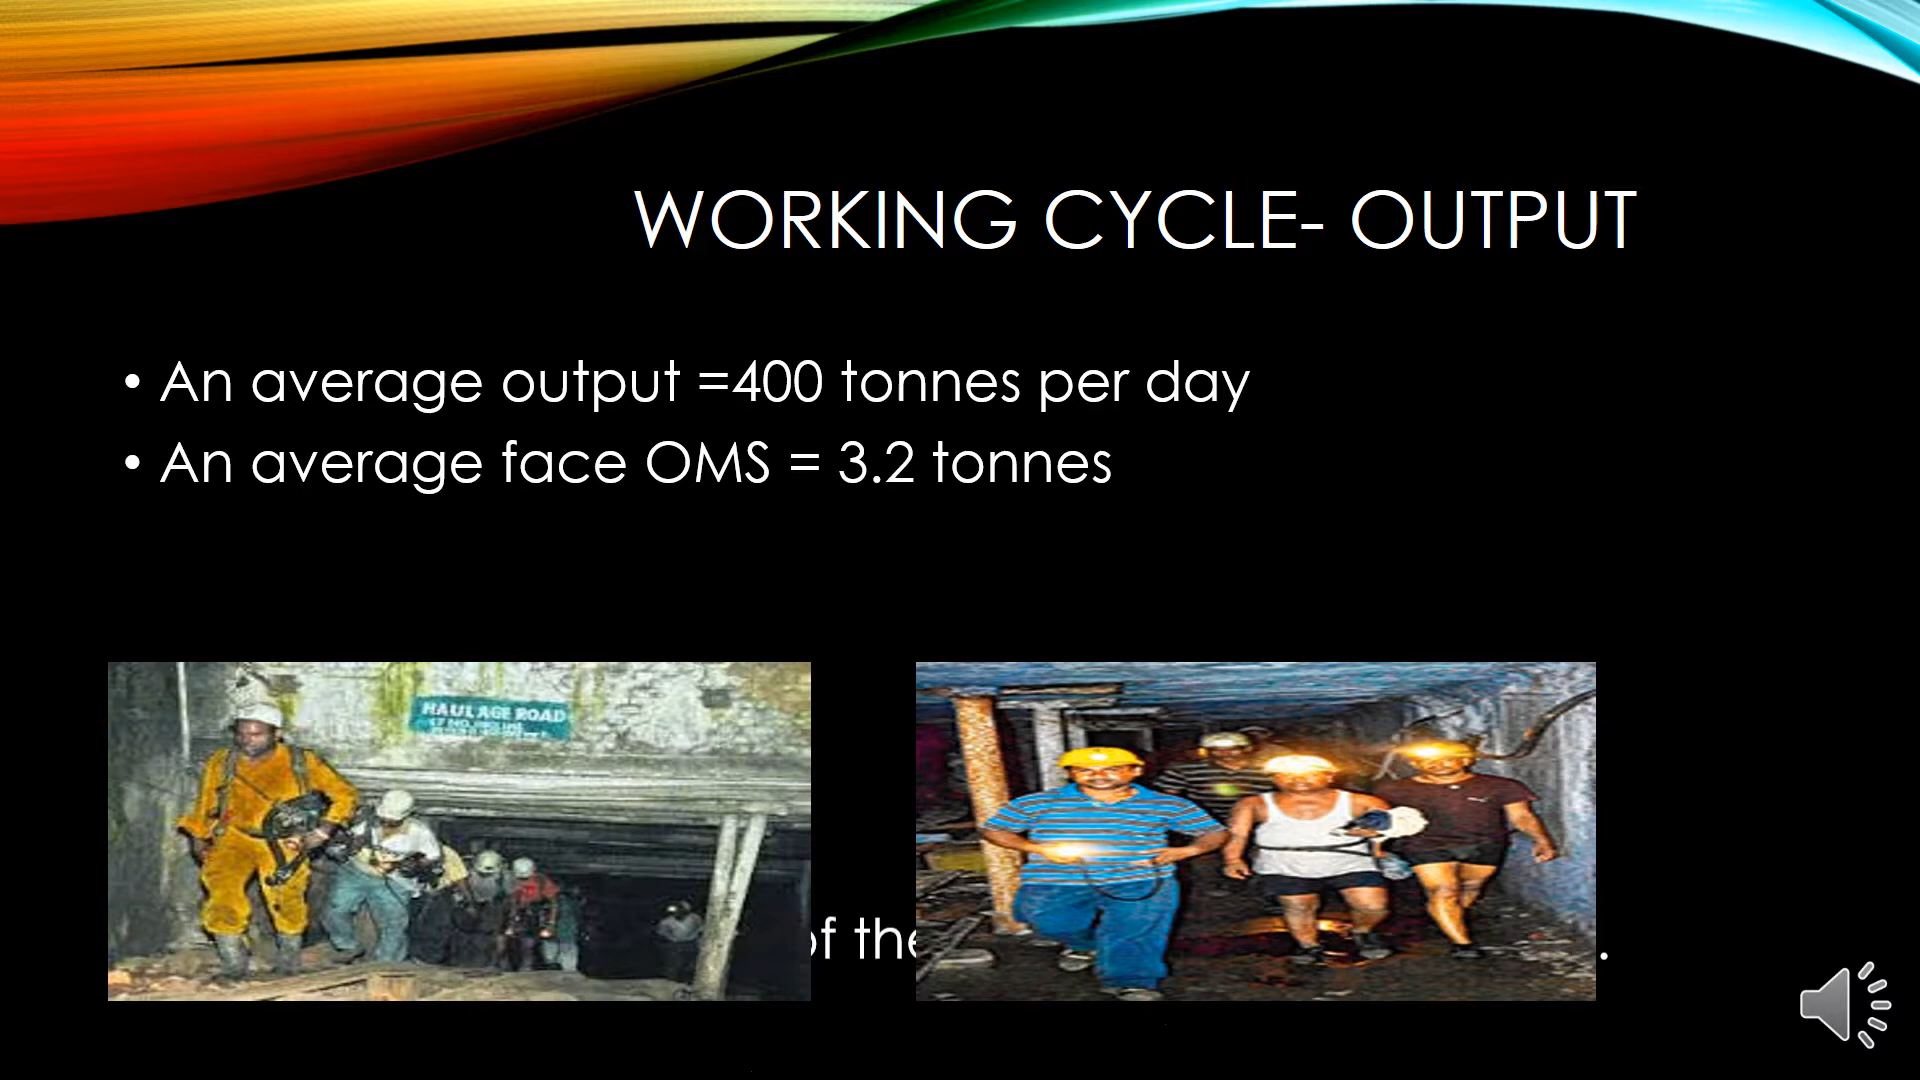 WORKING CYCLE- OUTPUT
• An average output =400 tonnes per day
• An average face OMS = 3.2 tonnes
HAULAGE ROAD
of the
.